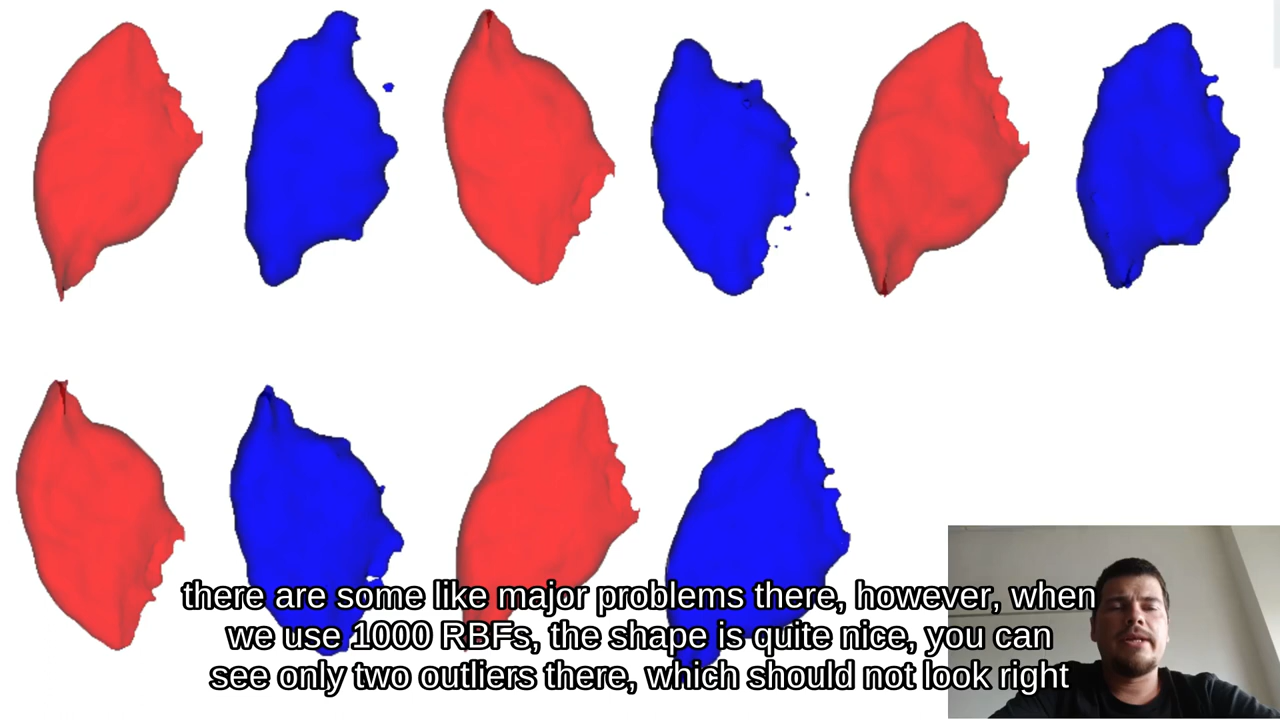 there are some like major problems there, however, when
we use 1000 RBFs, the shape is quite nice, you can
see only two outliers there, which should not look right